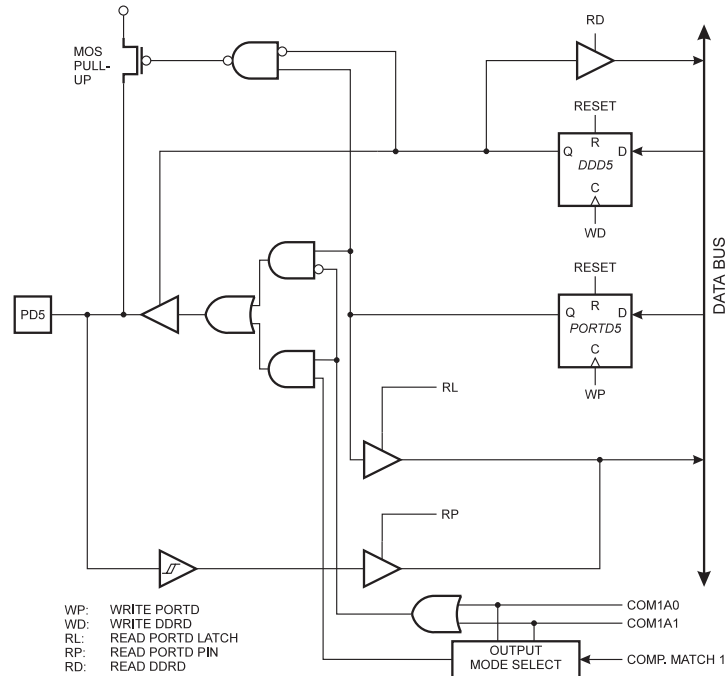 MOS
PULL-
UP
RD
RESET
R
Q
D
DDD5
C
WD
RESET
R
Q
D
PORTD5
C
WP
DATA BUS
PD5
RL
RP
WP: WRITE PORTD
WD: WRITE DDRD
RL: READ PORTD LATCH
RP: READ PORTD PIN
RD: READ DDRD
COM1A0
COM1A1
OUTPUT
MODE SELECT
COMP. MATCH 1